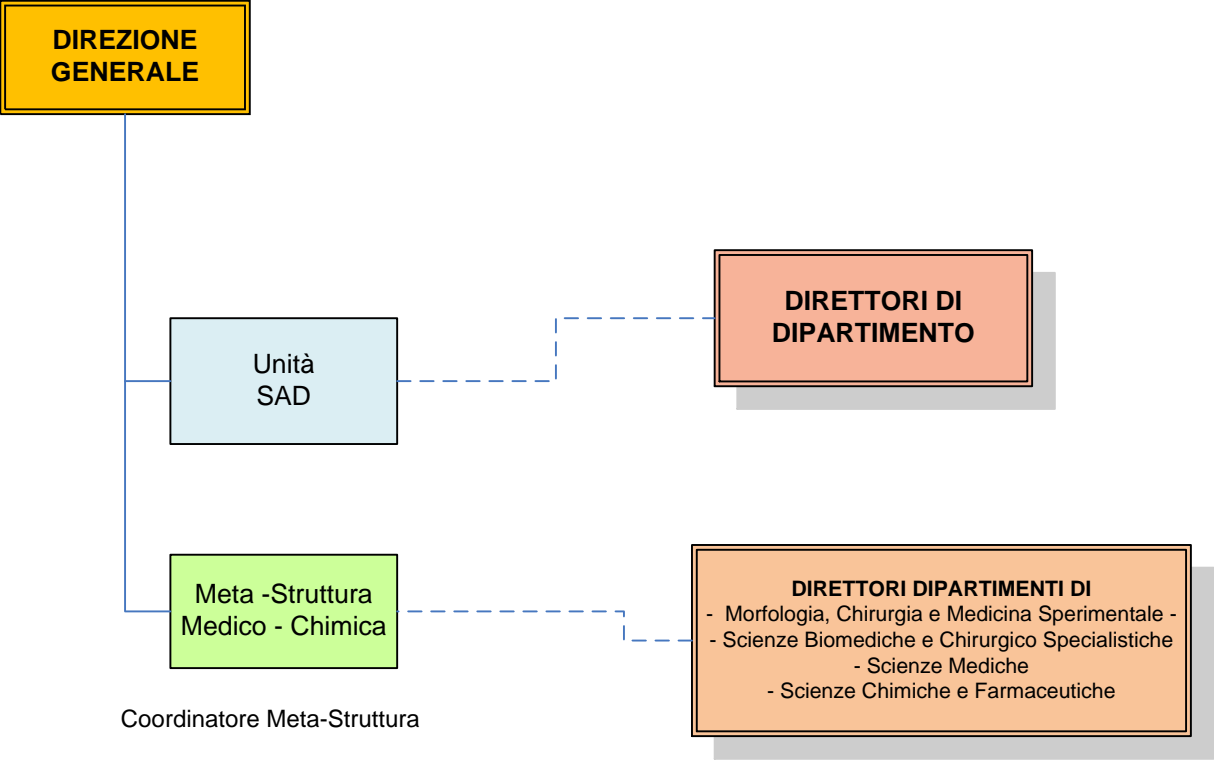 DIREZIONE
GENERALE
DIRETTORI DI
DIPARTIMENTO
Unità
SAD
Meta -Struttura
Medico - Chimica
DIRETTORI DIPARTIMENTI DI
- Morfologia, Chirurgia e Medicina Sperimentale -
- Scienze Biomediche e Chirurgico Specialistiche
- Scienze Mediche
- Scienze Chimiche e Farmaceutiche
Coordinatore Meta-Struttura